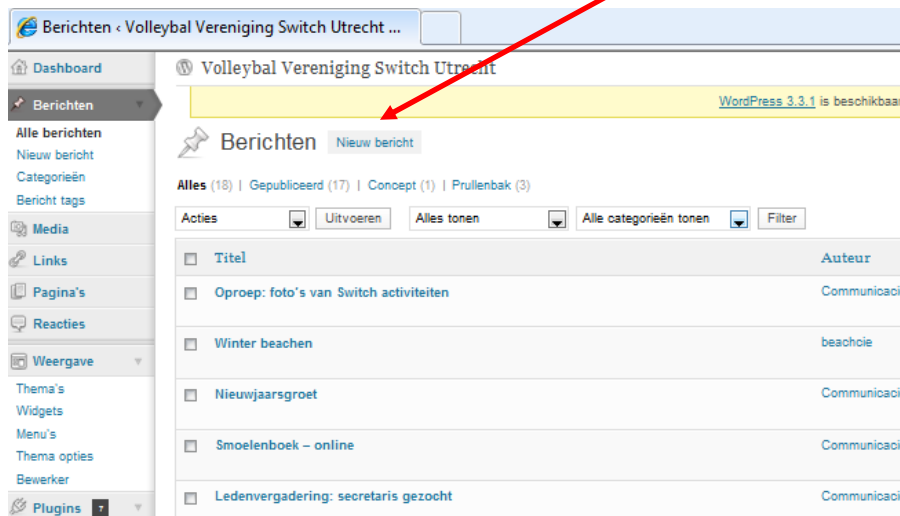 Berichten ‹ Volleybal Vereniging Switch Utrecht ...
Dashboard
Berichten
Alle berichten
Nieuw bericht
Categorieën
Bericht tags
Media
Links
Pagina's
Reacties
Weergave
Thema's
Widgets
Menu's
Thema opties
Bewerker
Plugins 7
Volleybal Vereniging Switch Utrecht
WordPress 3.3.1 is beschikbaar
Berichten Nieuw bericht
Alles (18) | Gepubliceerd (17) | Concept (1) | Prullenbak (3)
Acties Uitvoeren Alles tonen Alle categorieën tonen Filter
Titel Auteur
Oproep: foto's van Switch activiteiten Communicaci
Winter beachen beachcie
Nieuwjaarsgroet Communicaci
Smoelenboek – online Communicaci
Ledenvergadering: secretaris gezocht Communicaci